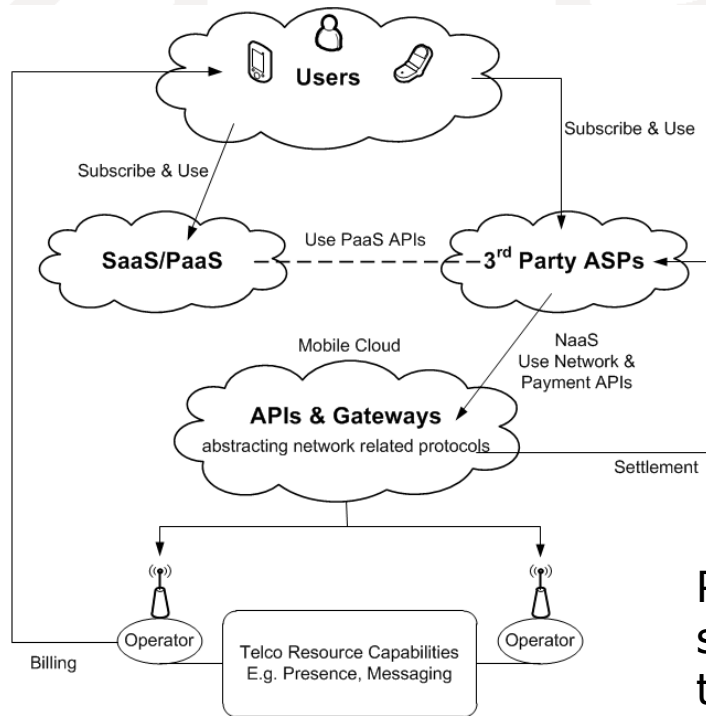 Users
Subscribe & Use
Subscribe & Use
Use PaaS APIs
SaaS/PaaS
3rd Party ASPs
Mobile Cloud
NaaS
Use Network &
Payment APIs
APIs & Gateways
abstracting network related protocols
Settlement
Operator
Operator
Billing
Telco Resource Capabilities
E.g. Presence, Messaging